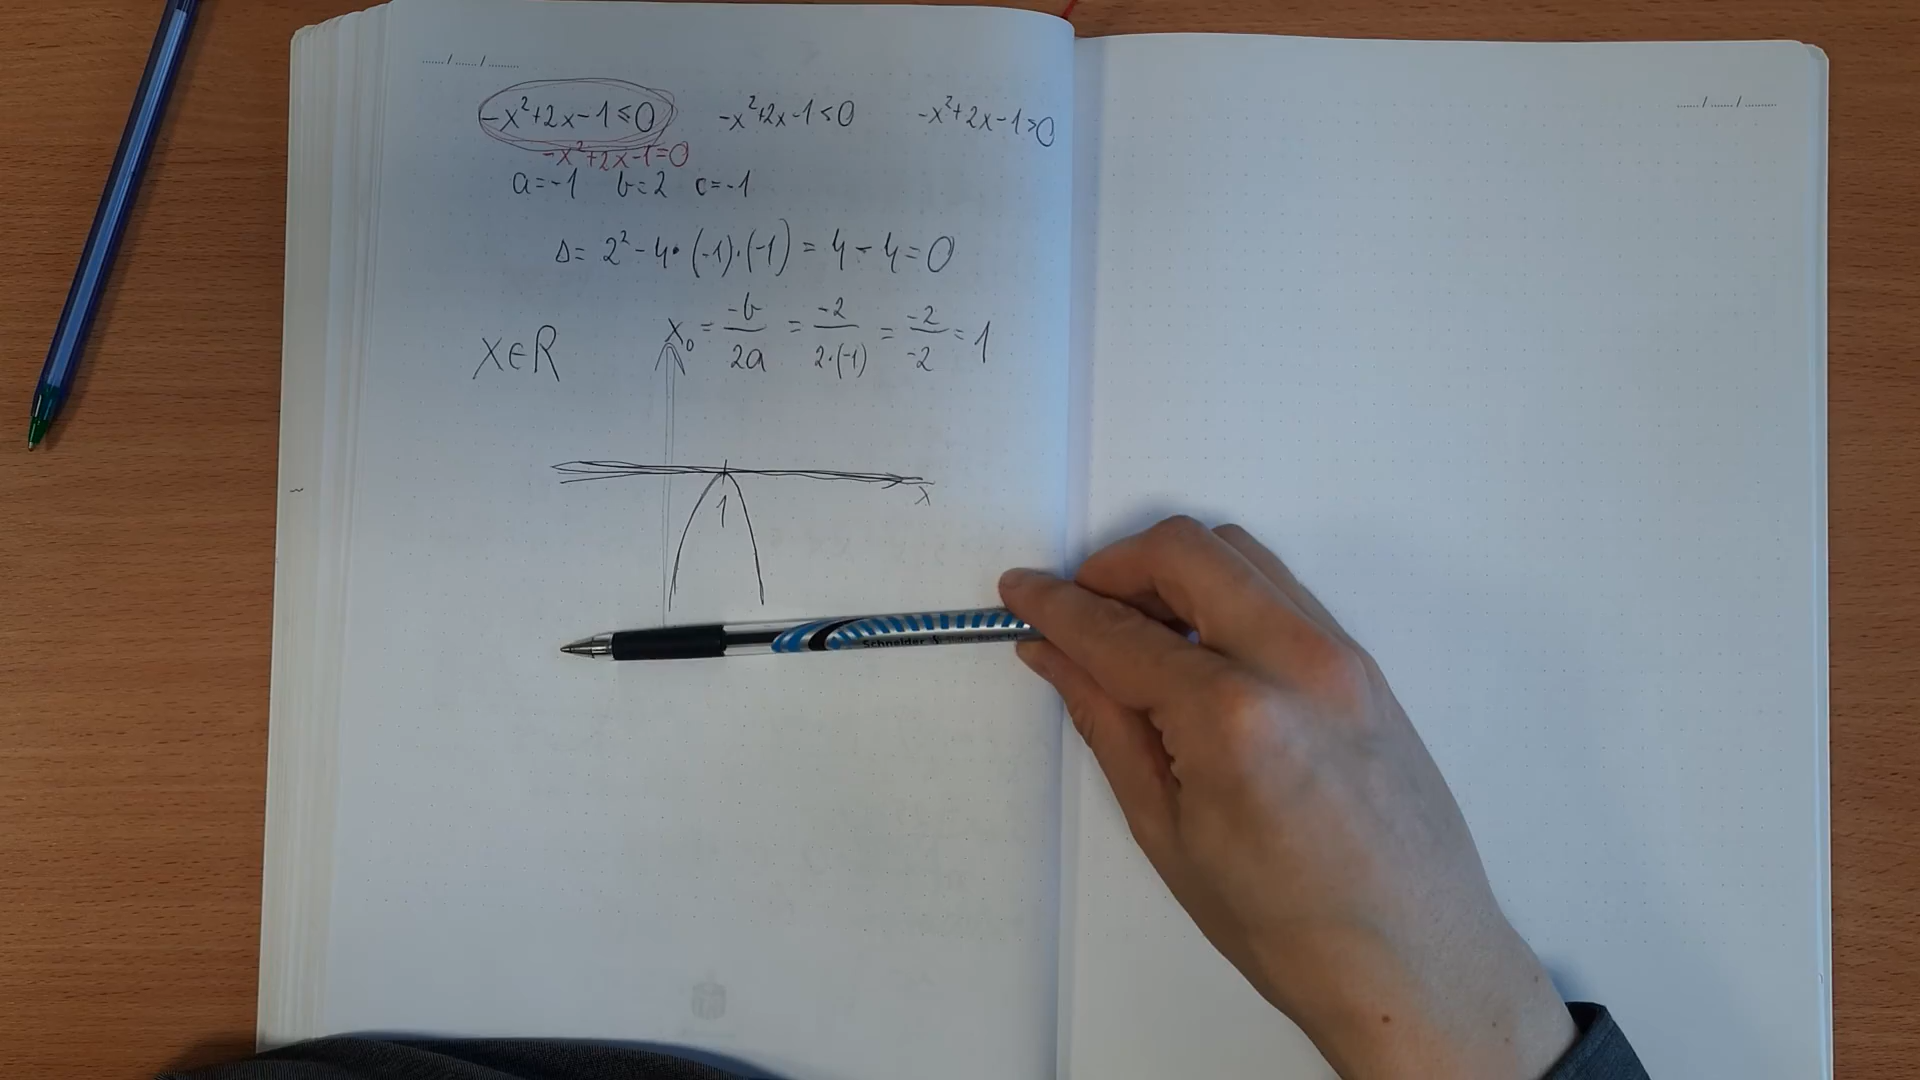 ....... / ....... / ..........
....... / ....... / ..........
-x²+2x-1≤0 -x²+2x-1<0 -x²+2x-1>0
-x²+2x-1=0
a=-1 b=2 c=-1
Δ= 2² - 4·(-1)·(-1) = 4 - 4 = 0
x∈R x₀ = -b/2a = -2/2·(-1) = -2/-2 = 1
x
1
Schneider